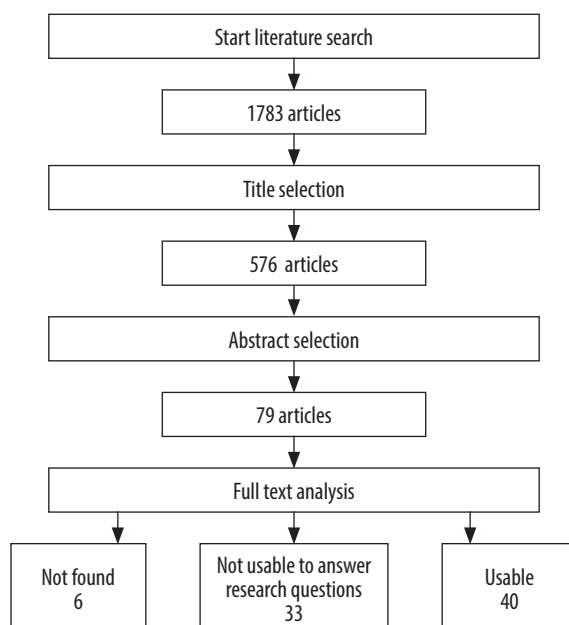 Start literature search
1783 articles
Title selection
576 articles
Abstract selection
79 articles
Full text analysis
Not found
6
Not usable to answer
research questions
33
Usable
40